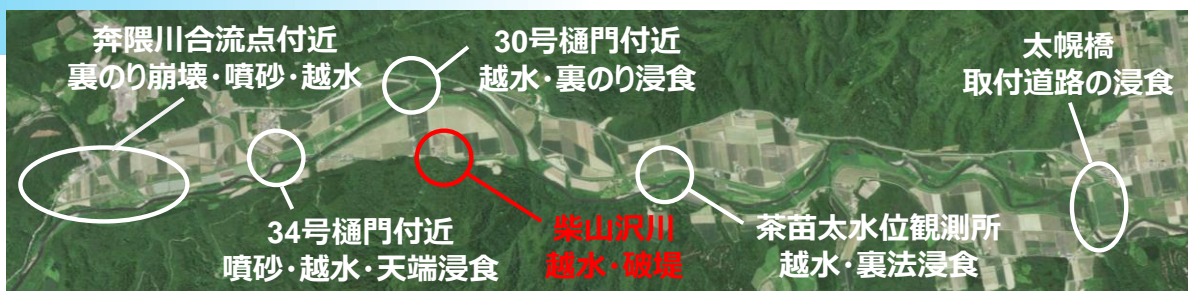 奔隈川合流点付近
裏のり崩壊・噴砂・越水
30号樋門付近
越水・裏のり浸食
太幌橋
取付道路の浸食
34号樋門付近
噴砂・越水・天端浸食
柴山沢川
越水・破堤
茶苗太水位観測所
越水・裏法浸食